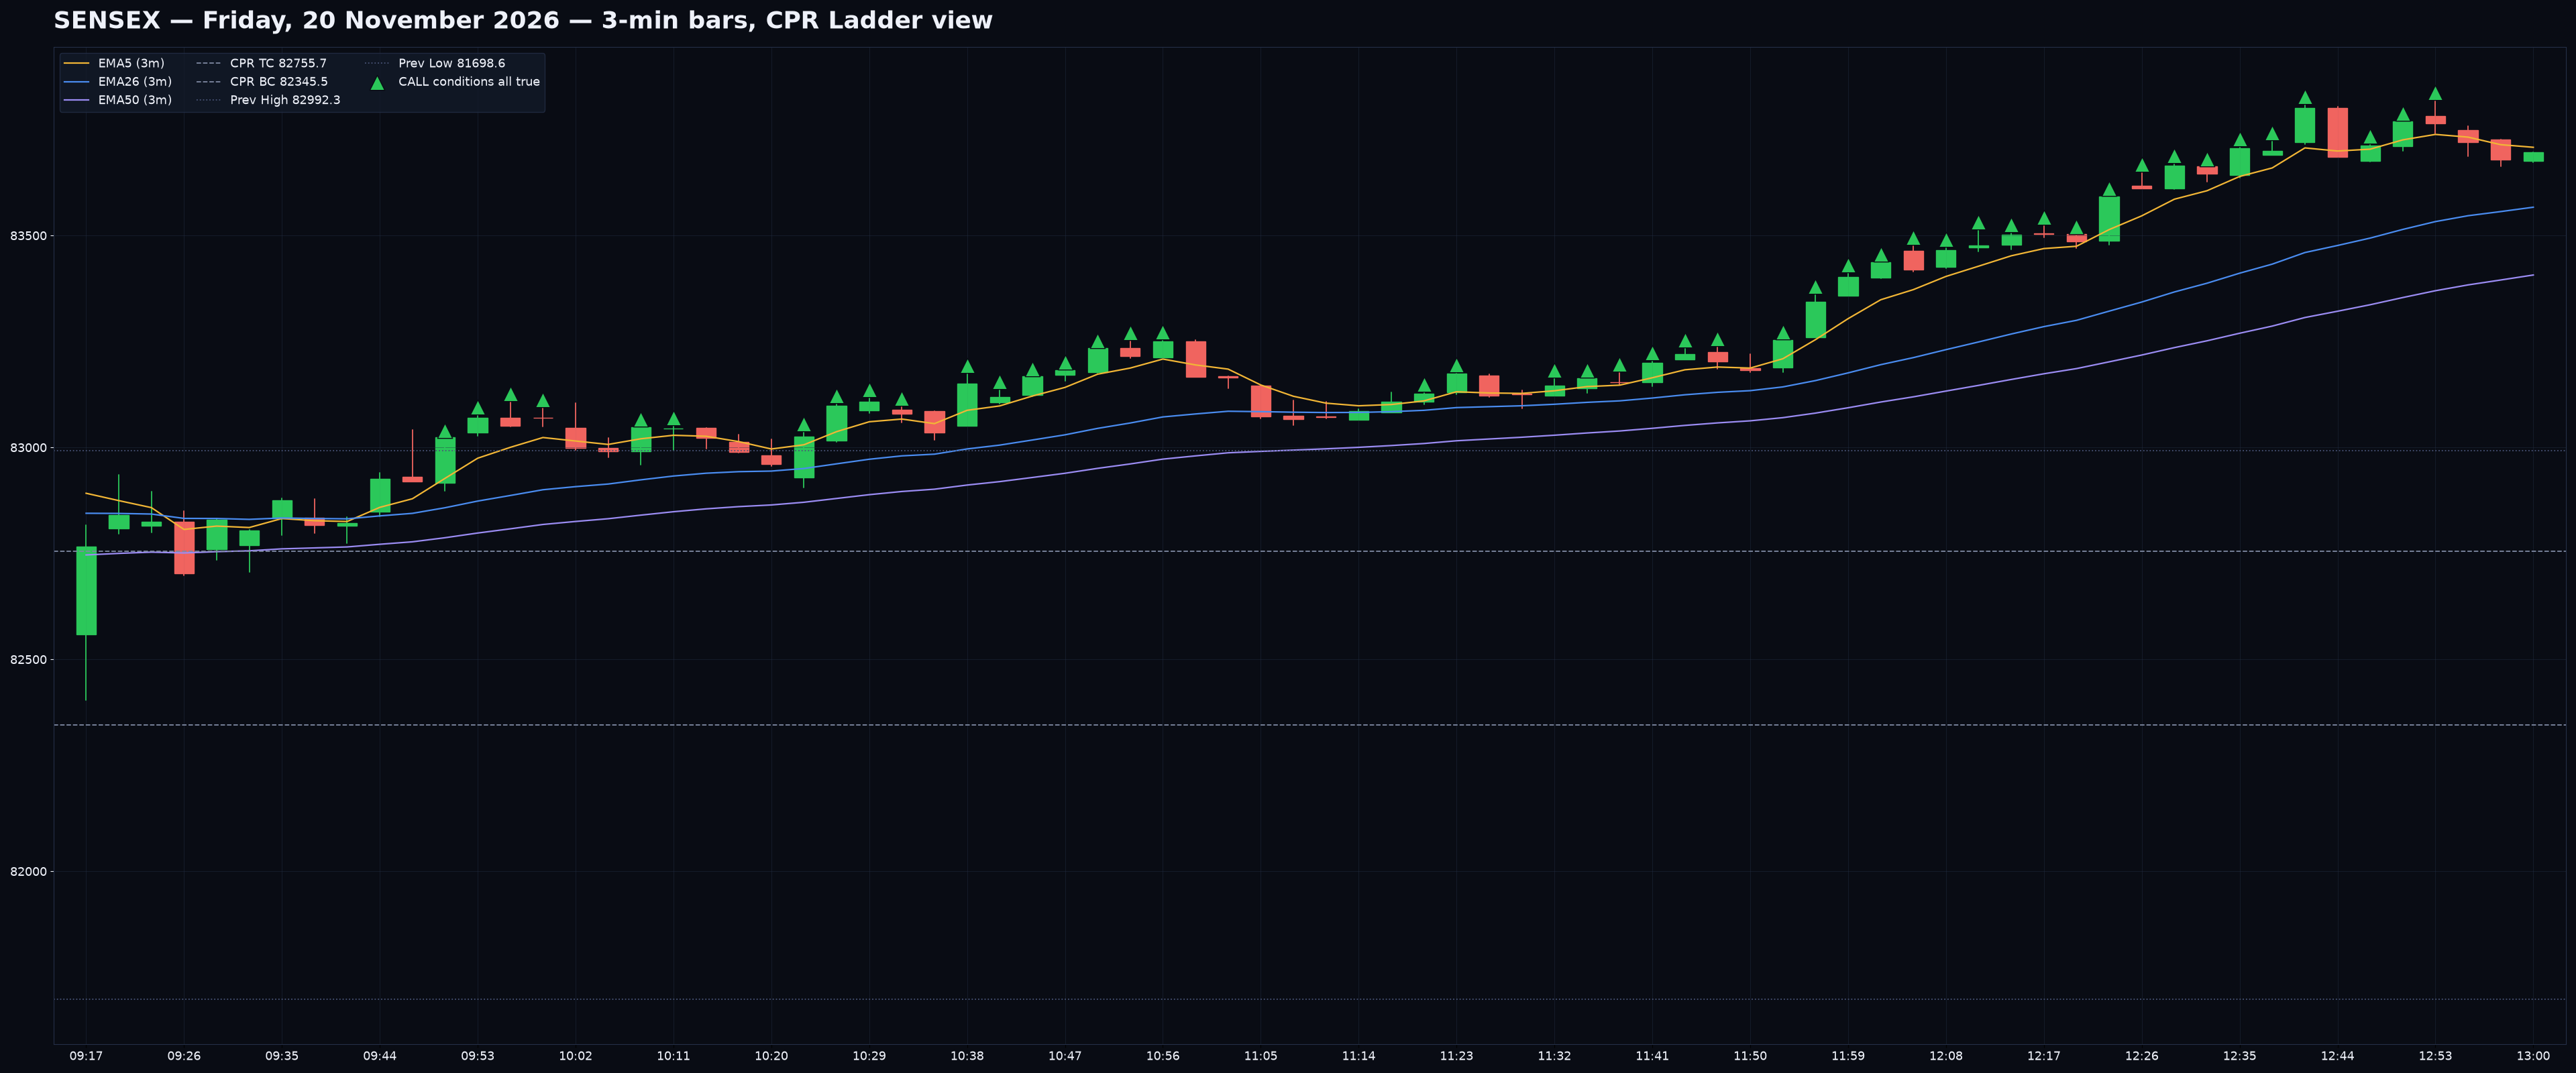 SENSEX — Friday, 20 November 2026 — 3-min bars, CPR Ladder view
EMA5 (3m)
EMA26 (3m)
EMA50 (3m)
CPR TC 82755.7
CPR BC 82345.5
Prev High 82992.3
Prev Low 81698.6
CALL conditions all true
83500
83000
82500
82000
09:17 09:26 09:35 09:44 09:53 10:02 10:11 10:20 10:29 10:38 10:47 10:56 11:05 11:14 11:23 11:32 11:41 11:50 11:59 12:08 12:17 12:26 12:35 12:44 12:53 13:00